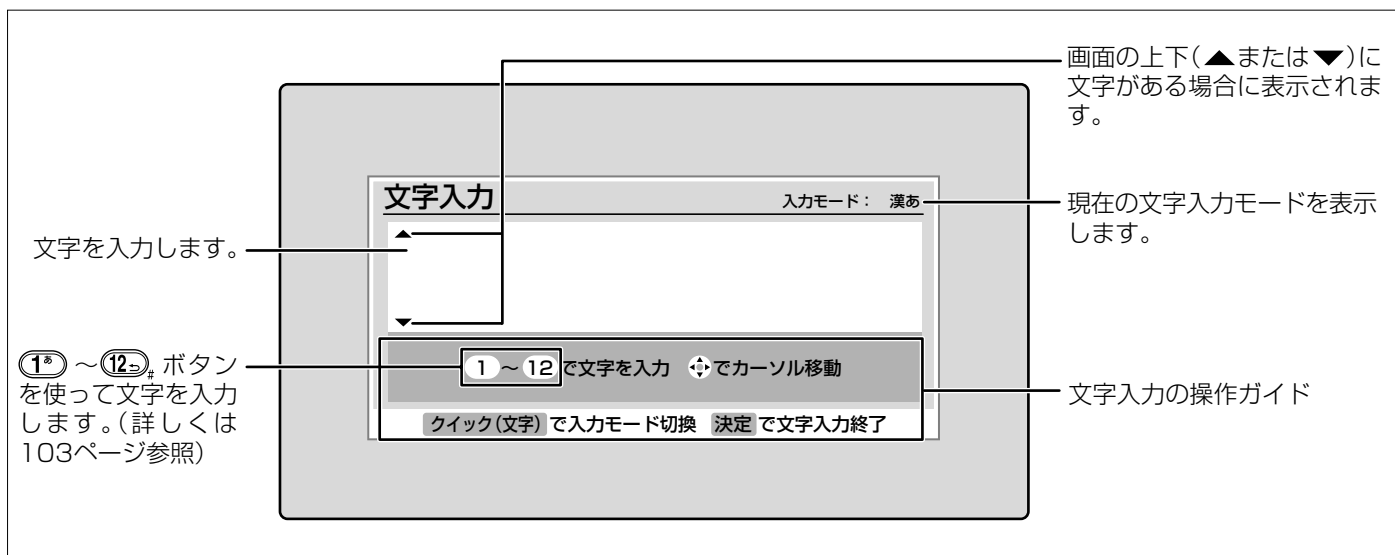 画面の上下(▲または▼)に
文字がある場合に表示されま
す。
文字入力
入力モード： 漢あ
現在の文字入力モードを表示
します。
文字を入力します。
▲
▼
1あ ～ 12っ# ボタン
を使って文字を入力
します。(詳しくは
103ページ参照)
1 ～ 12 で文字を入力 でカーソル移動
文字入力の操作ガイド
クイック(文字) で入力モード切換 決定 で文字入力終了